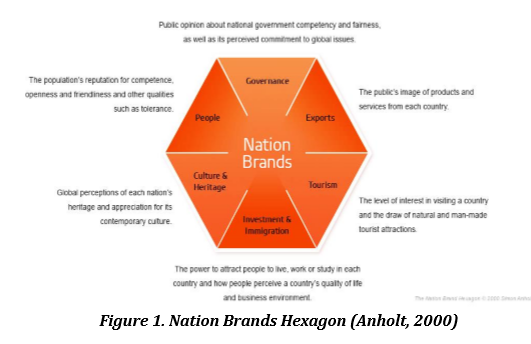 Public opinion about national government competency and fairness,
as well as its perceived commitment to global issues.
Governance
The population's reputation for competence,
openness and friendliness and other qualities
such as tolerance.
People
Exports
The public's image of products and
services from each country.
Nation
Brands
Culture &
Heritage
Tourism
Global perceptions of each nation's
heritage and appreciation for its
contemporary culture.
The level of interest in visiting a country
and the draw of natural and man-made
tourist attractions.
Investment &
Immigration
The power to attract people to live, work or study in each
country and how people perceive a country's quality of life
and business environment.
The Nation Brand Hexagon © 2000 Simon Anhol
Figure 1. Nation Brands Hexagon (Anholt, 2000)